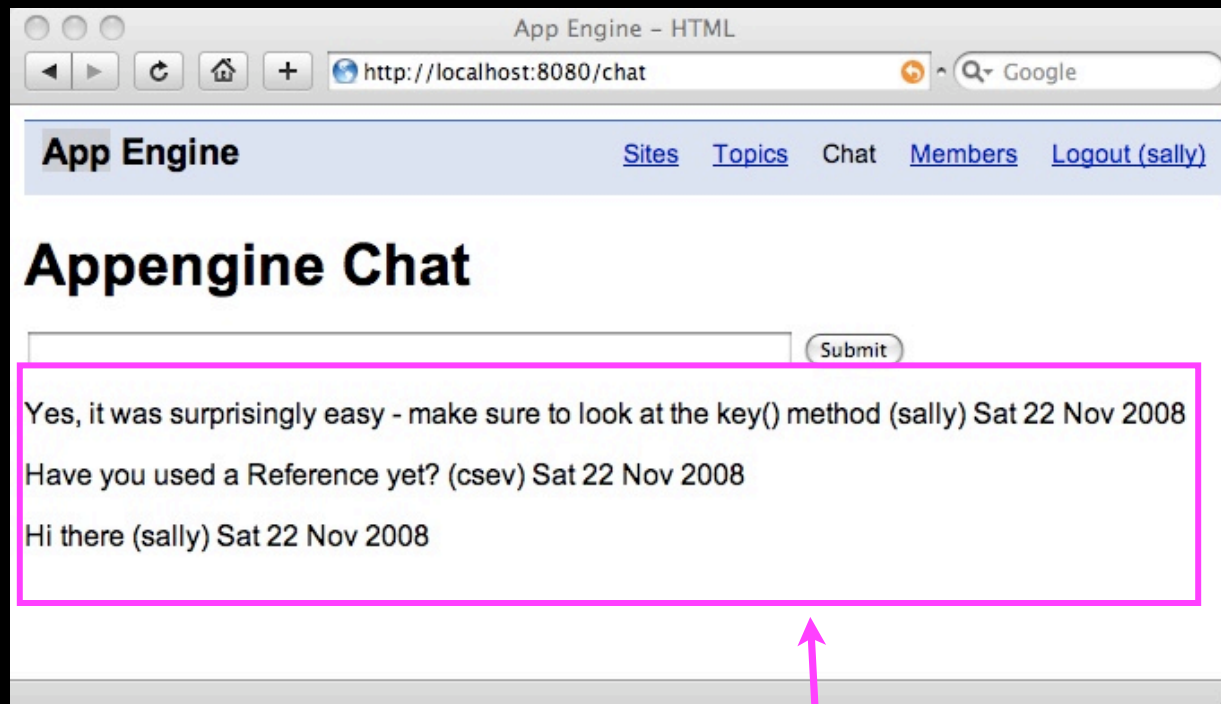 App Engine – HTML
http://localhost:8080/chat
Google
App Engine
Sites Topics Chat Members Logout (sally)
Appengine Chat
Submit
Yes, it was surprisingly easy - make sure to look at the key() method (sally) Sat 22 Nov 2008
Have you used a Reference yet? (csev) Sat 22 Nov 2008
Hi there (sally) Sat 22 Nov 2008